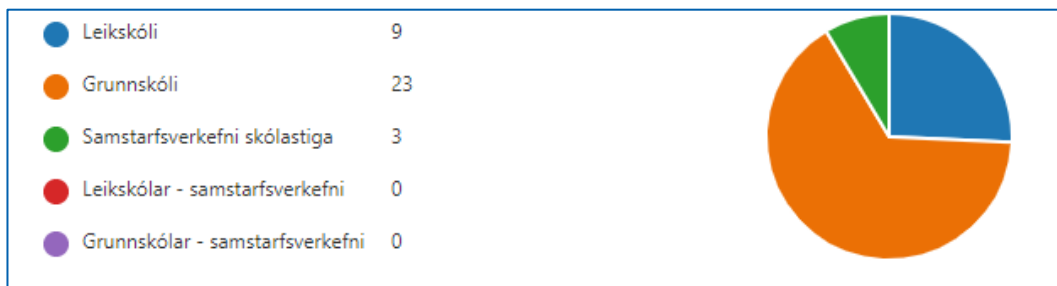 Leikskóli 9
Grunnskóli 23
Samstarfsverkefni skólastiga 3
Leikskólar - samstarfsverkefni 0
Grunnskólar - samstarfsverkefni 0